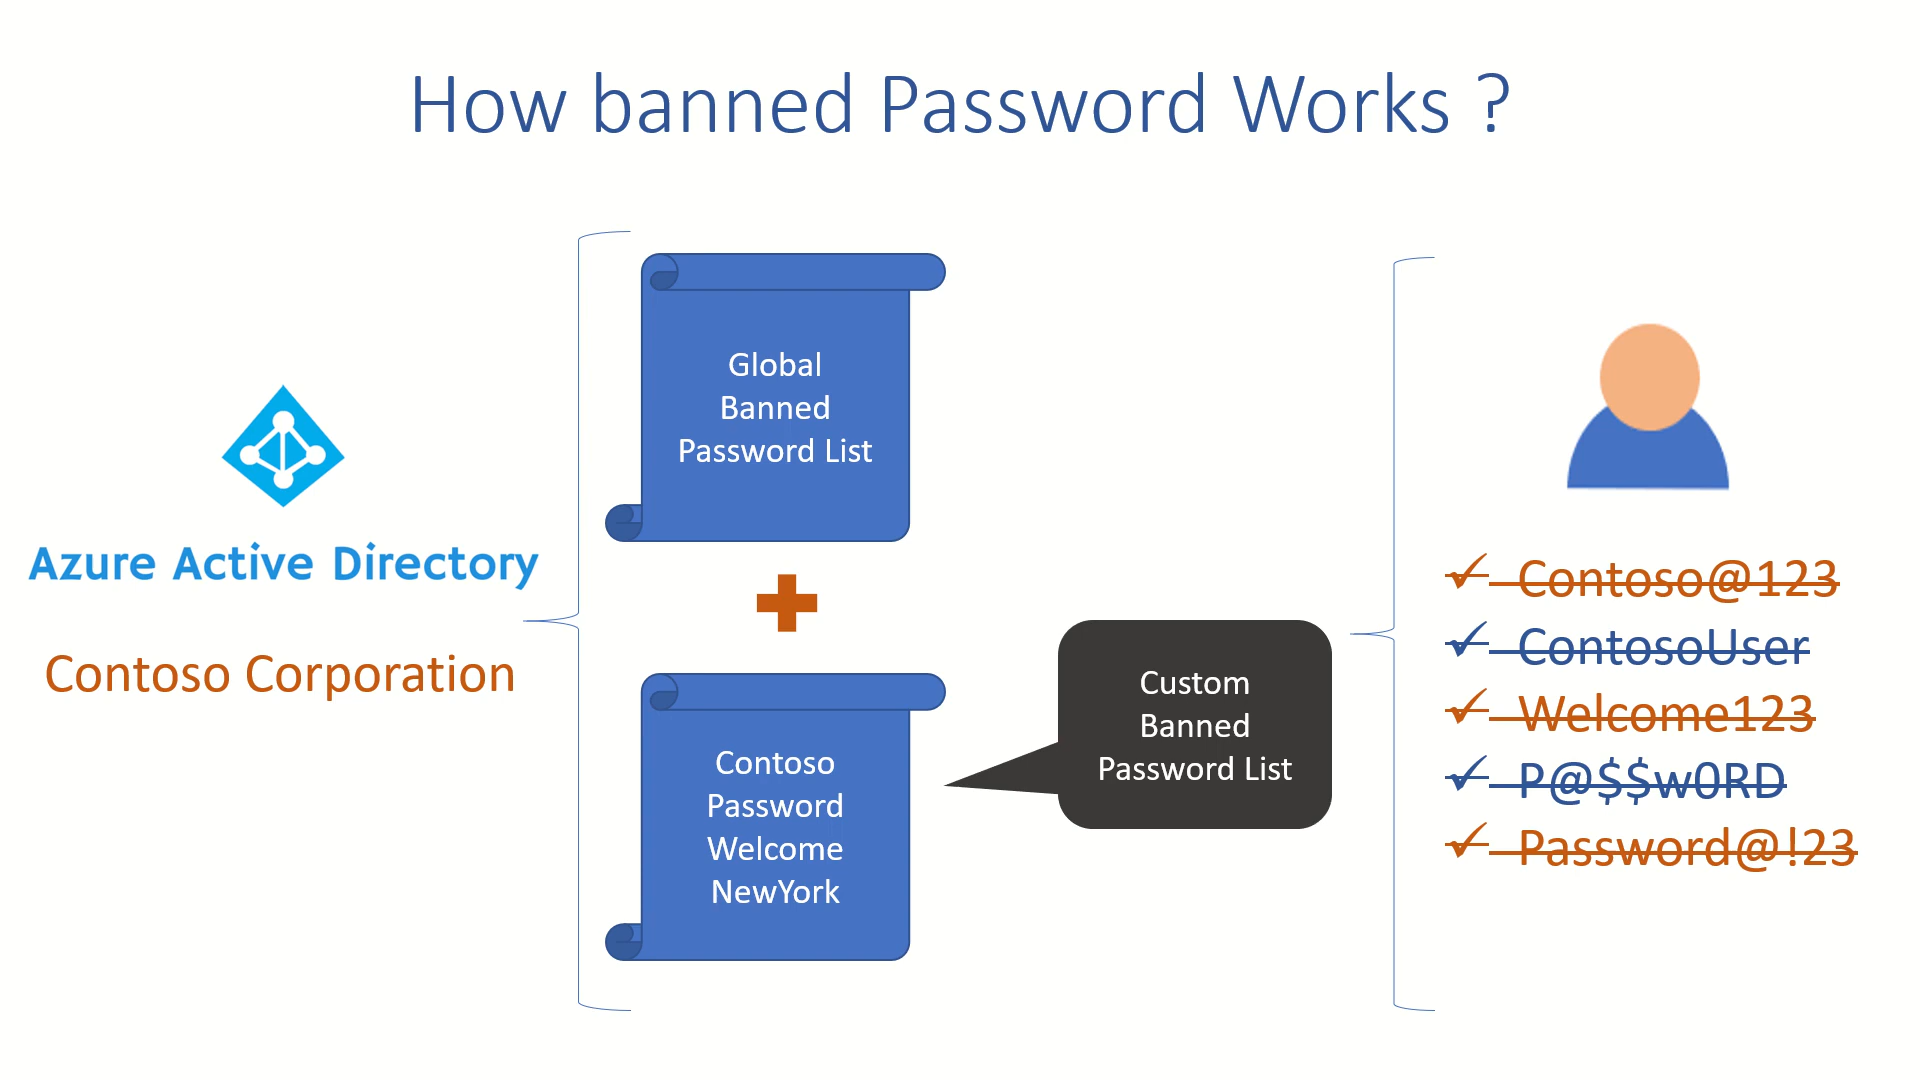 How banned Password Works ?
Azure Active Directory
Contoso Corporation
Global
Banned
Password List
Contoso
Password
Welcome
NewYork
Custom
Banned
Password List
Contoso@123
ContosoUser
Welcome123
P@$$w0RD
Password@!23